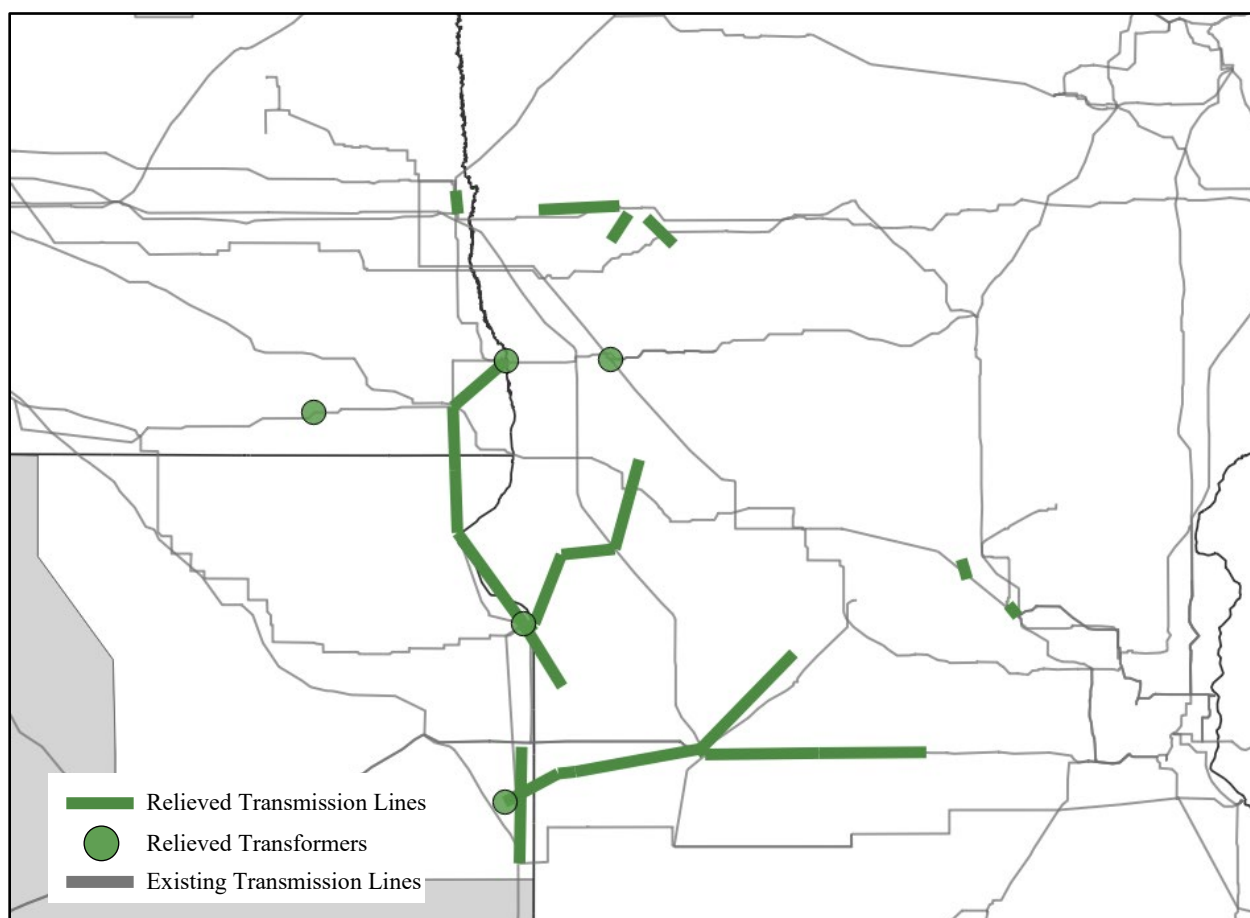 Relieved Transmission Lines
Relieved Transformers
Existing Transmission Lines